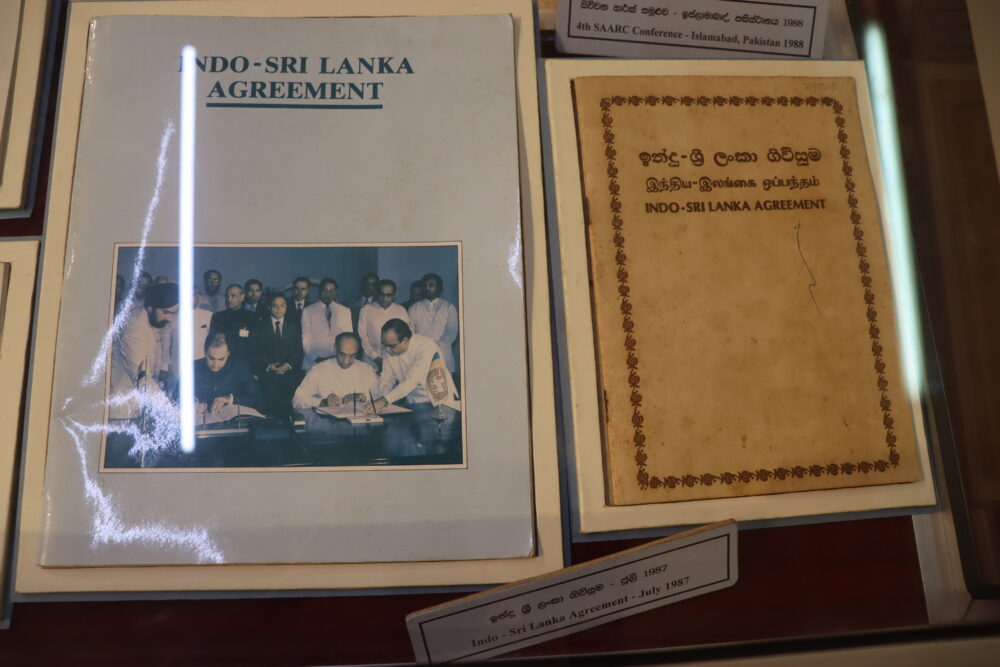 INDO-SRI LANKA
AGREEMENT
4th SAARC Conference - Islamabad, Pakistan 1988
ඉන්දු-ශ්‍රී ලංකා ගිවිසුම
இந்திய-இலங்கை ஒப்பந்தம்
INDO-SRI LANKA AGREEMENT
ඉන්දු ශ්‍රී ලංකා ගිවිසුම - ජුලි 1987
Indo - Sri Lanka Agreement - July 1987